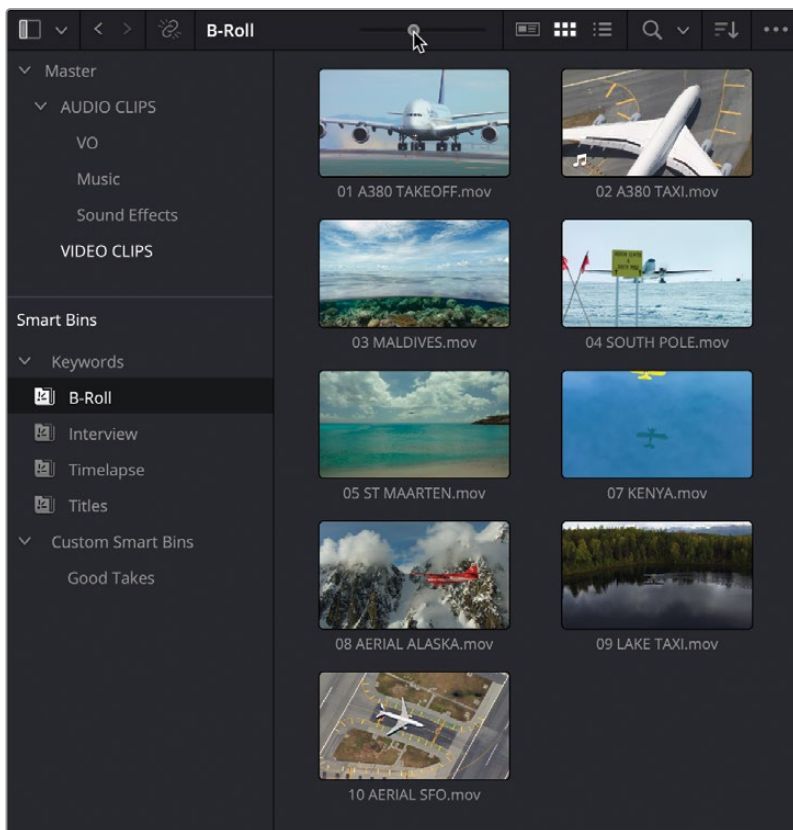 B-Roll
Master
AUDIO CLIPS
VO
Music
Sound Effects
VIDEO CLIPS
Smart Bins
Keywords
B-Roll
Interview
Timelapse
Titles
Custom Smart Bins
Good Takes
01 A380 TAKEOFF.mov
02 A380 TAXI.mov
03 MALDIVES.mov
04 SOUTH POLE.mov
05 ST MAARTEN.mov
07 KENYA.mov
08 AERIAL ALASKA.mov
09 LAKE TAXI.mov
10 AERIAL SFO.mov